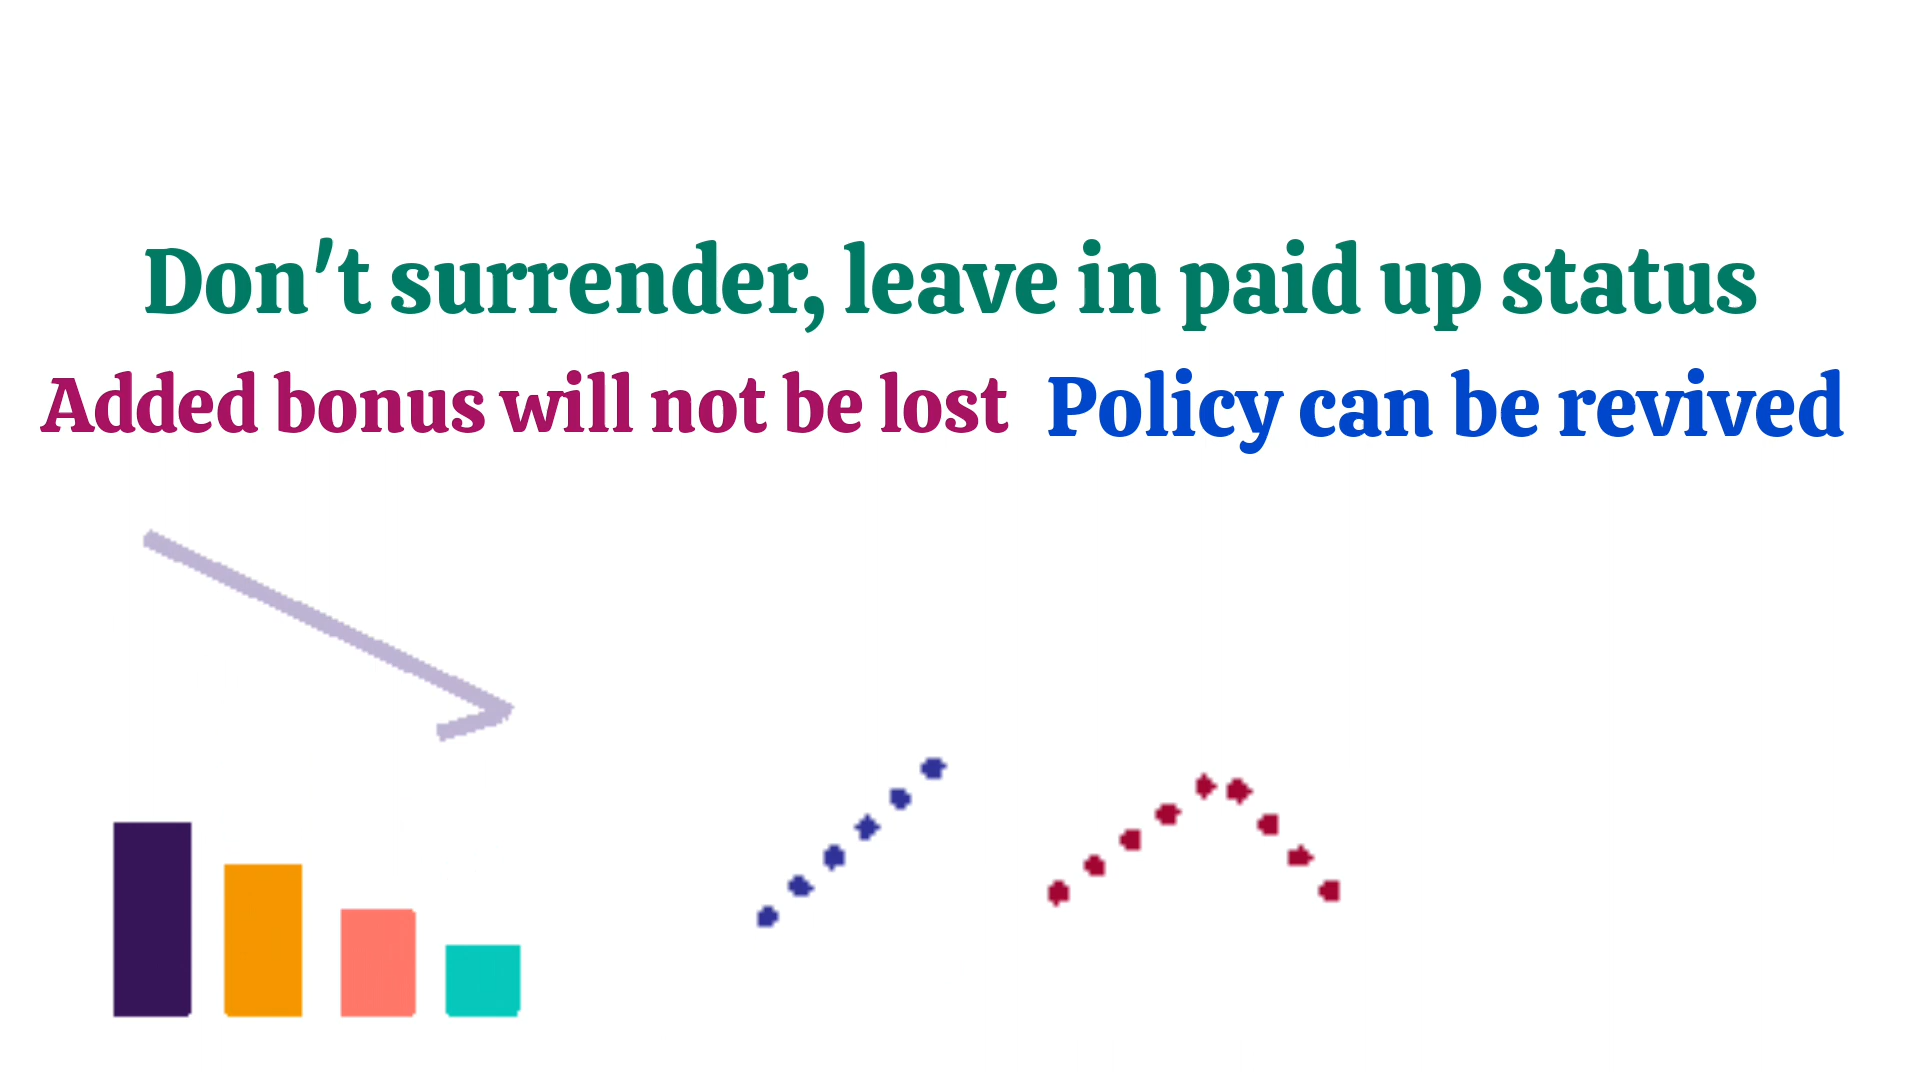 Don't surrender, leave in paid up status
Added bonus will not be lost Policy can be revived